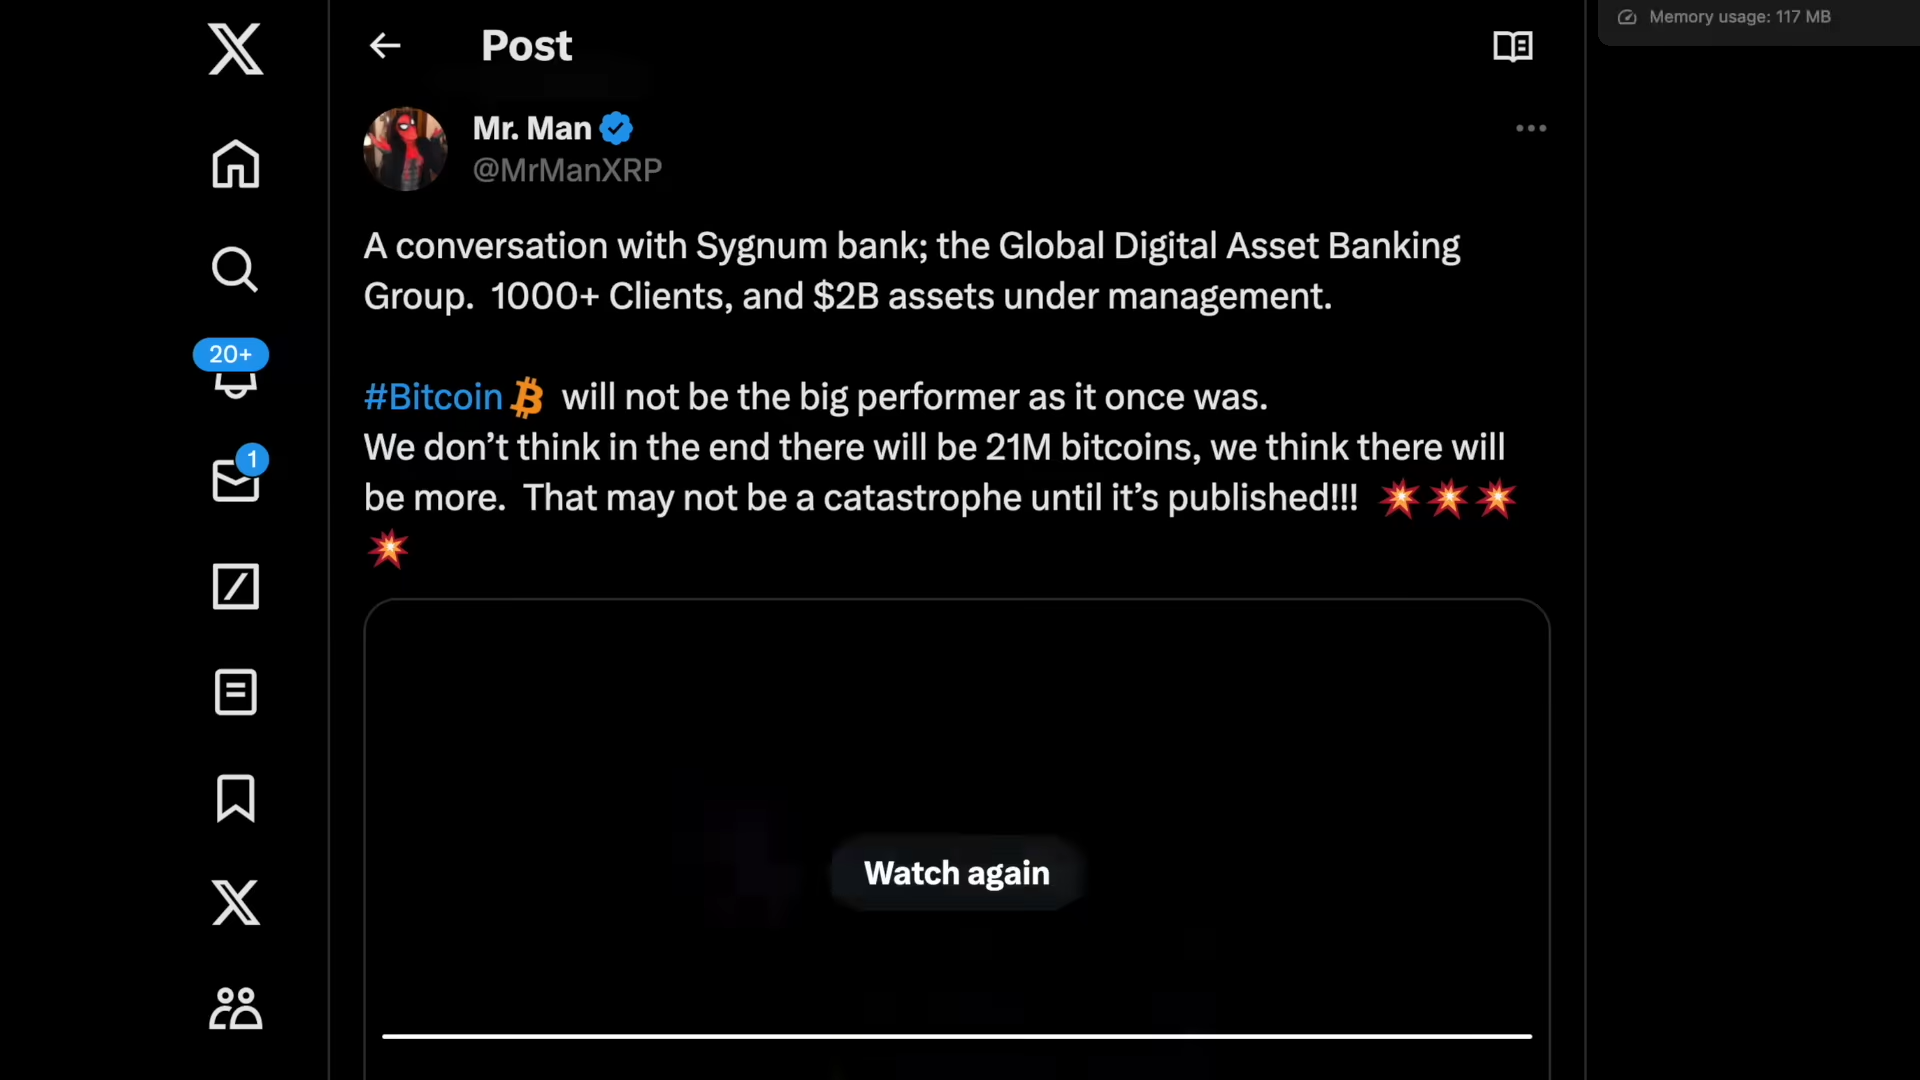 Memory usage: 117 MB
Post
Mr. Man
@MrManXRP
A conversation with Sygnum bank; the Global Digital Asset Banking
Group.  1000+ Clients, and $2B assets under management.
#Bitcoin will not be the big performer as it once was.
We don’t think in the end there will be 21M bitcoins, we think there will
be more.  That may not be a catastrophe until it’s published!!! 💥💥💥
💥
20+
1
Watch again